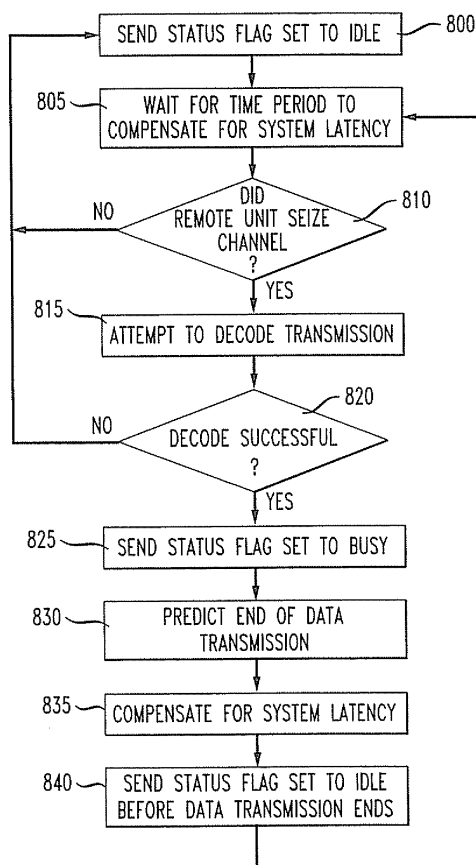 SEND STATUS FLAG SET TO IDLE
800
805
WAIT FOR TIME PERIOD TO
COMPENSATE FOR SYSTEM LATENCY
DID
REMOTE UNIT SEIZE
CHANNEL
?
810
NO
YES
815
ATTEMPT TO DECODE TRANSMISSION
820
DECODE SUCCESSFUL
?
NO
YES
825
SEND STATUS FLAG SET TO BUSY
830
PREDICT END OF DATA
TRANSMISSION
835
COMPENSATE FOR SYSTEM LATENCY
840
SEND STATUS FLAG SET TO IDLE
BEFORE DATA TRANSMISSION ENDS